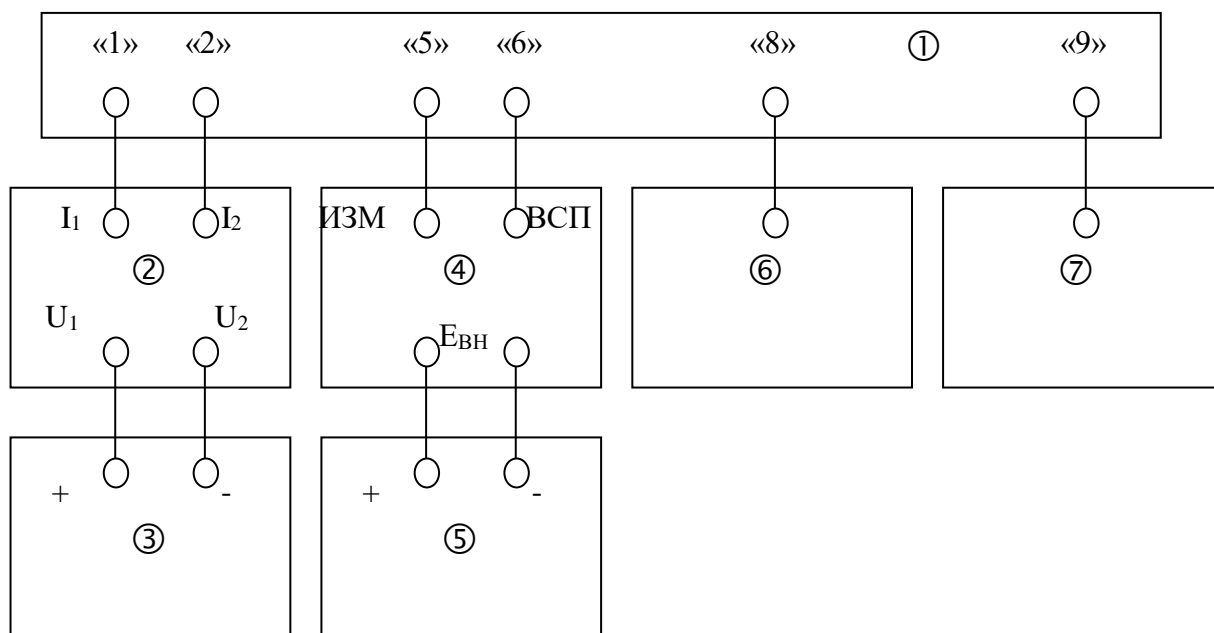 «1» «2» «5» «6» «8» ① «9»
I₁ I₂ ИЗМ ВСП
② ④ ⑥ ⑦
U₁ U₂ EВН
+ - + -
③ ⑤